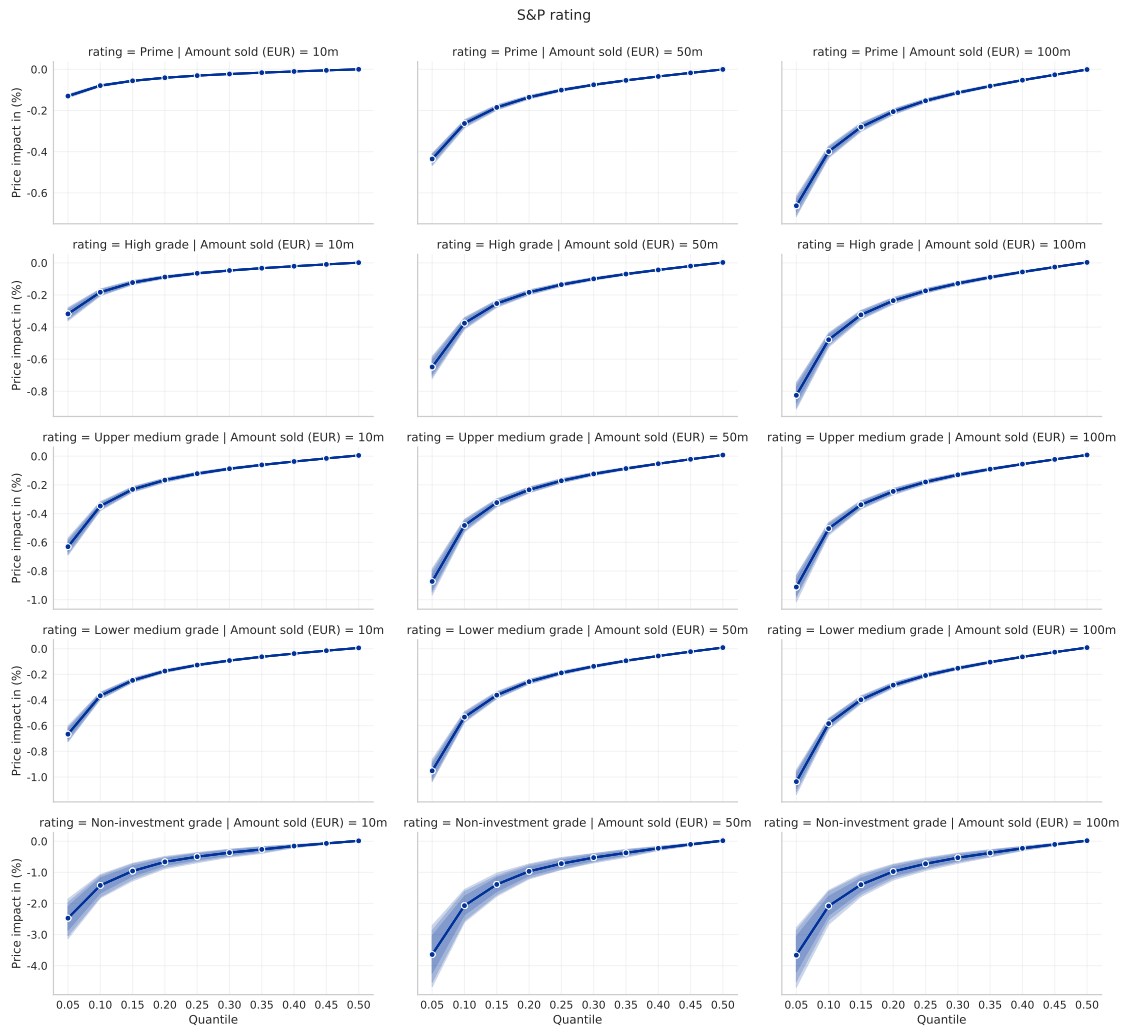 S&P rating
rating = Prime | Amount sold (EUR) = 10m
rating = Prime | Amount sold (EUR) = 50m
rating = Prime | Amount sold (EUR) = 100m
Price impact in (%)
0.0
-0.2
-0.4
-0.6
rating = High grade | Amount sold (EUR) = 10m
rating = High grade | Amount sold (EUR) = 50m
rating = High grade | Amount sold (EUR) = 100m
Price impact in (%)
0.0
-0.2
-0.4
-0.6
-0.8
rating = Upper medium grade | Amount sold (EUR) = 10m
rating = Upper medium grade | Amount sold (EUR) = 50m
rating = Upper medium grade | Amount sold (EUR) = 100m
Price impact in (%)
0.0
-0.2
-0.4
-0.6
-0.8
-1.0
rating = Lower medium grade | Amount sold (EUR) = 10m
rating = Lower medium grade | Amount sold (EUR) = 50m
rating = Lower medium grade | Amount sold (EUR) = 100m
Price impact in (%)
0.0
-0.2
-0.4
-0.6
-0.8
-1.0
rating = Non-investment grade | Amount sold (EUR) = 10m
rating = Non-investment grade | Amount sold (EUR) = 50m
rating = Non-investment grade | Amount sold (EUR) = 100m
Price impact in (%)
0.0
-1.0
-2.0
-3.0
-4.0
0.05 0.10 0.15 0.20 0.25 0.30 0.35 0.40 0.45 0.50
Quantile
0.05 0.10 0.15 0.20 0.25 0.30 0.35 0.40 0.45 0.50
Quantile
0.05 0.10 0.15 0.20 0.25 0.30 0.35 0.40 0.45 0.50
Quantile